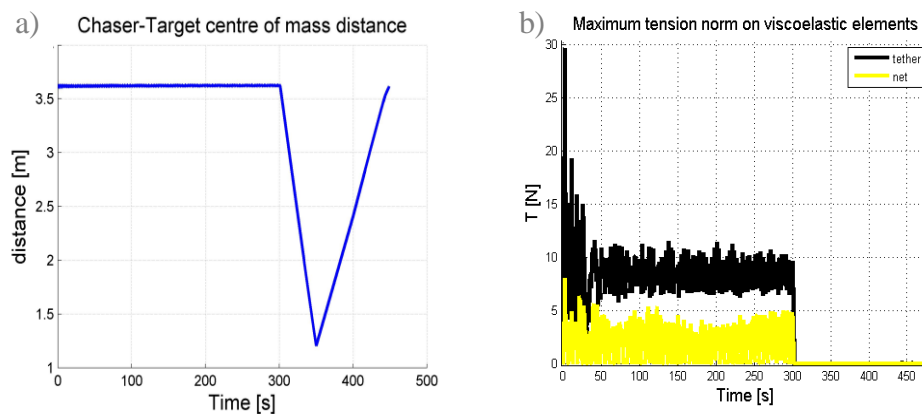 a)
Chaser-Target centre of mass distance
3.5
3
2.5
2
1.5
1
distance [m]
0
100
200
300
400
500
Time [s]
b)
Maximum tension norm on viscoelastic elements
30
25
20
15
10
5
0
T [N]
tether
net
0
50
100
150
200
250
300
350
400
450
Time [s]